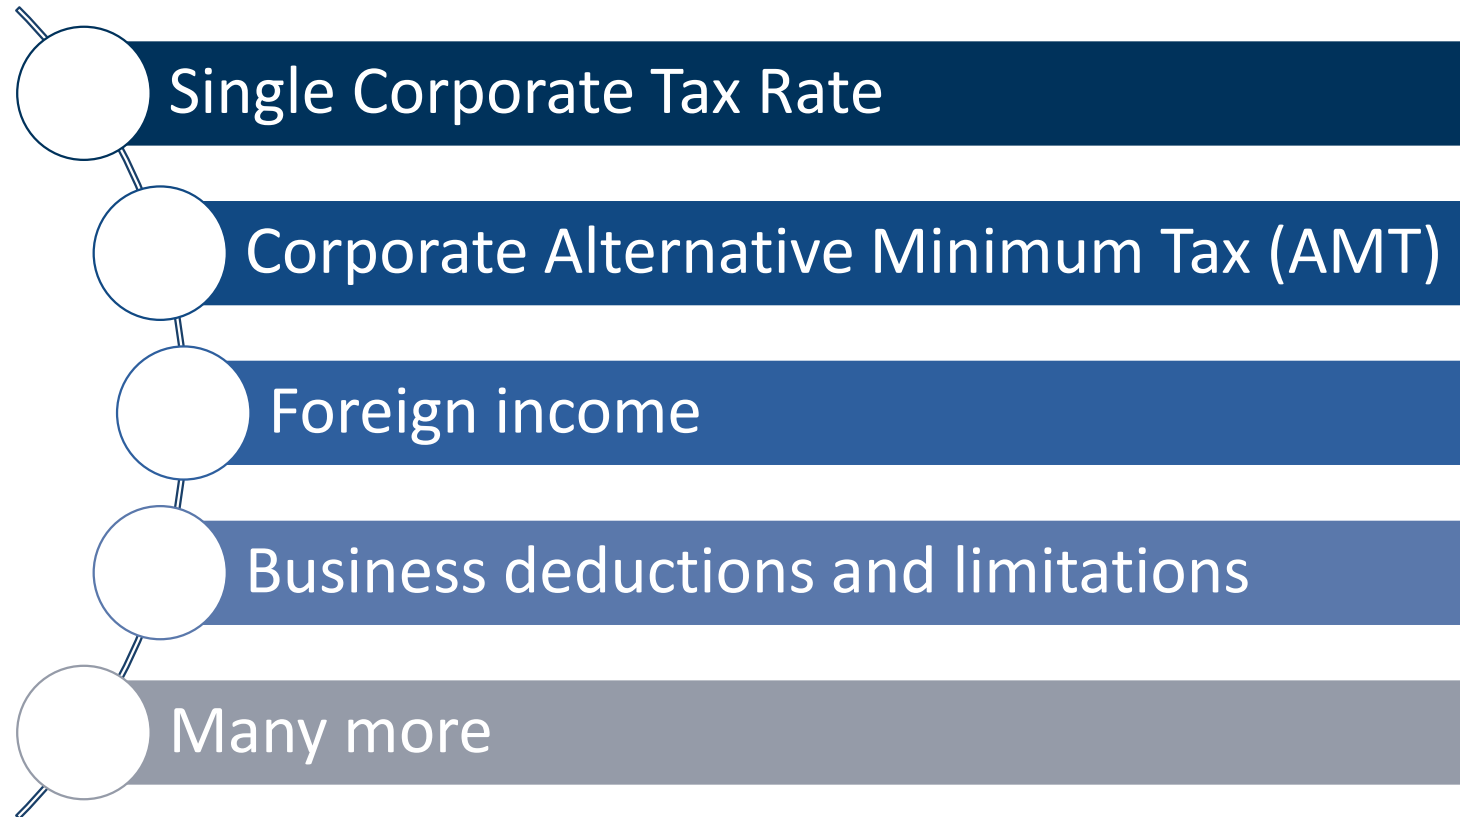 Single Corporate Tax Rate
Corporate Alternative Minimum Tax (AMT)
Foreign income
Business deductions and limitations
Many more